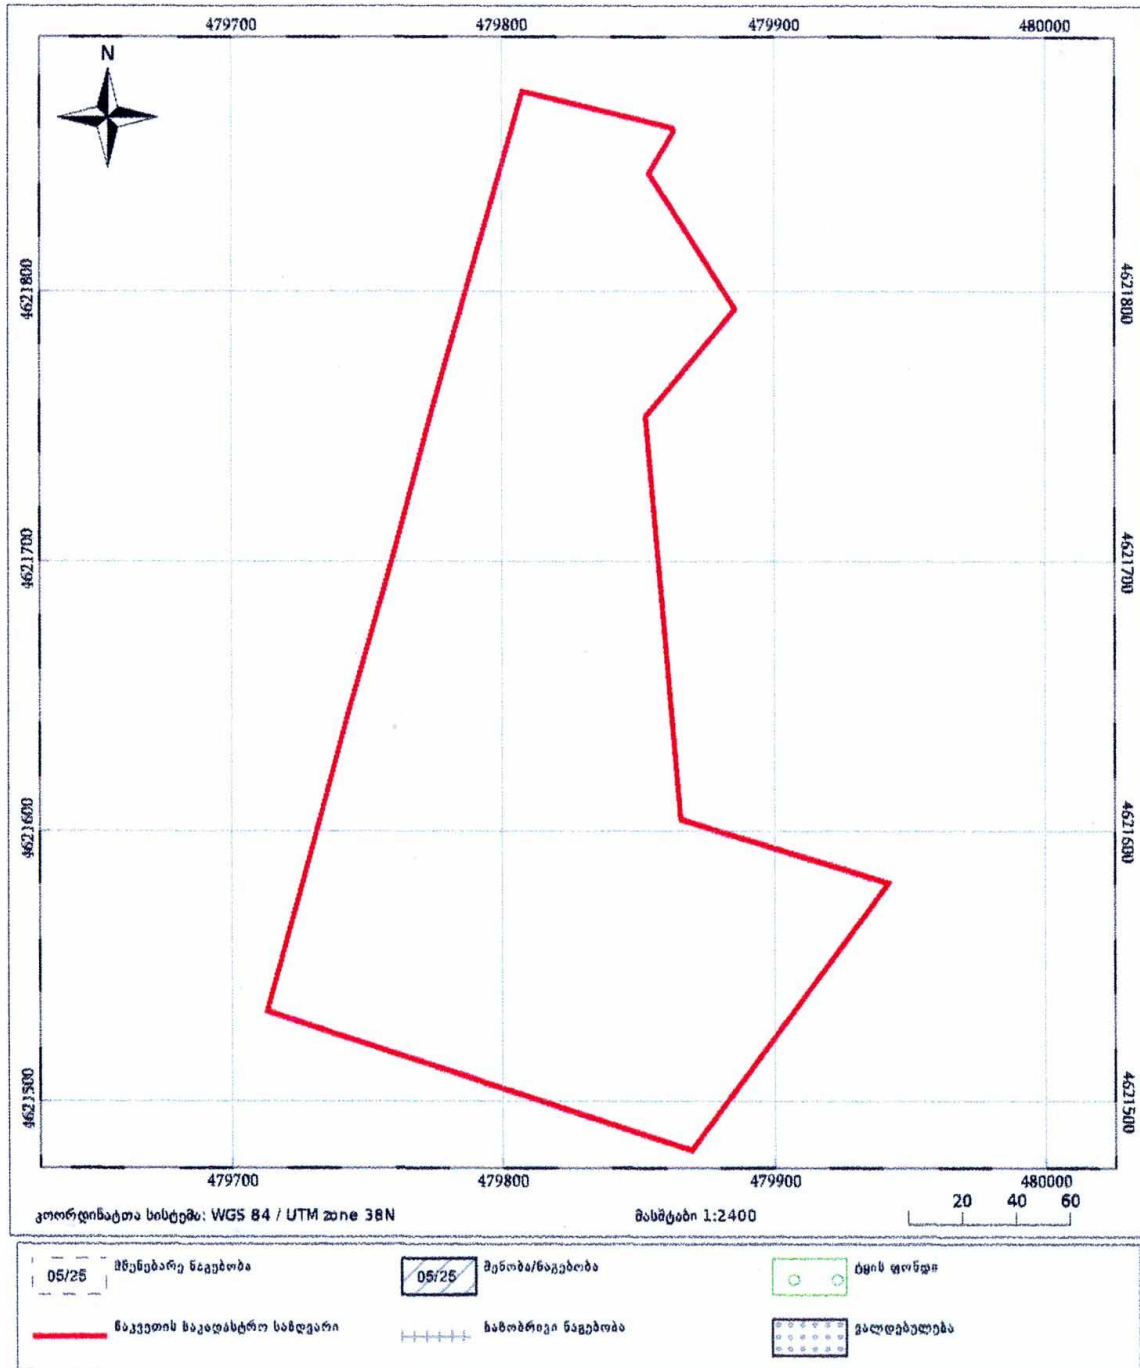 479700 479800 479900 480000
N
4621800 4621800
4621700 4621700
4621600 4621600
4621500 4621500
479700 479800 479900 480000
კოორდინატთა სისტემა: WGS 84 / UTM zone 38N მასშტაბი 1:2400 20 40 60
05/25 მშენებარე ნაგებობა 05/25 შენობა/ნაგებობა ტყის ფონდი
ნაკვეთის საკადასტრო საზღვარი ხაზობრივი ნაგებობა ვალდებულება